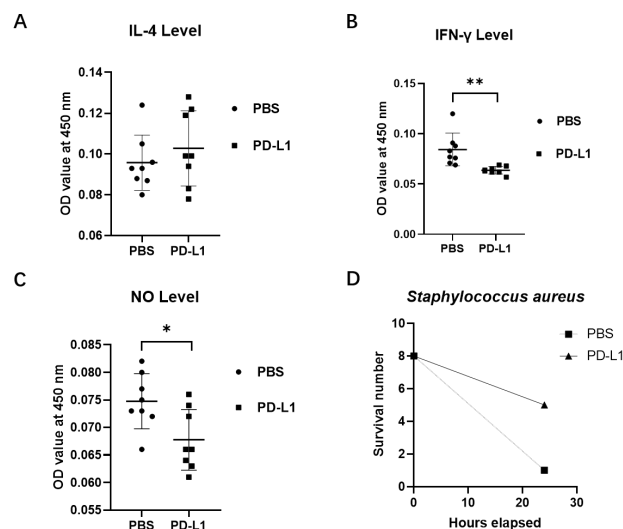 A
IL-4 Level
OD value at 450 nm
0.14
0.12
0.10
0.08
0.06
PBS
PD-L1
PBS
PD-L1
B
IFN-γ Level
OD value at 450 nm
0.15
0.10
0.05
0.00
**
PBS
PD-L1
PBS
PD-L1
C
NO Level
OD value at 450 nm
0.085
0.080
0.075
0.070
0.065
0.060
0.055
*
PBS
PD-L1
PBS
PD-L1
D
Staphylococcus aureus
Survival number
10
8
6
4
2
0
0
10
20
30
Hours elapsed
PBS
PD-L1